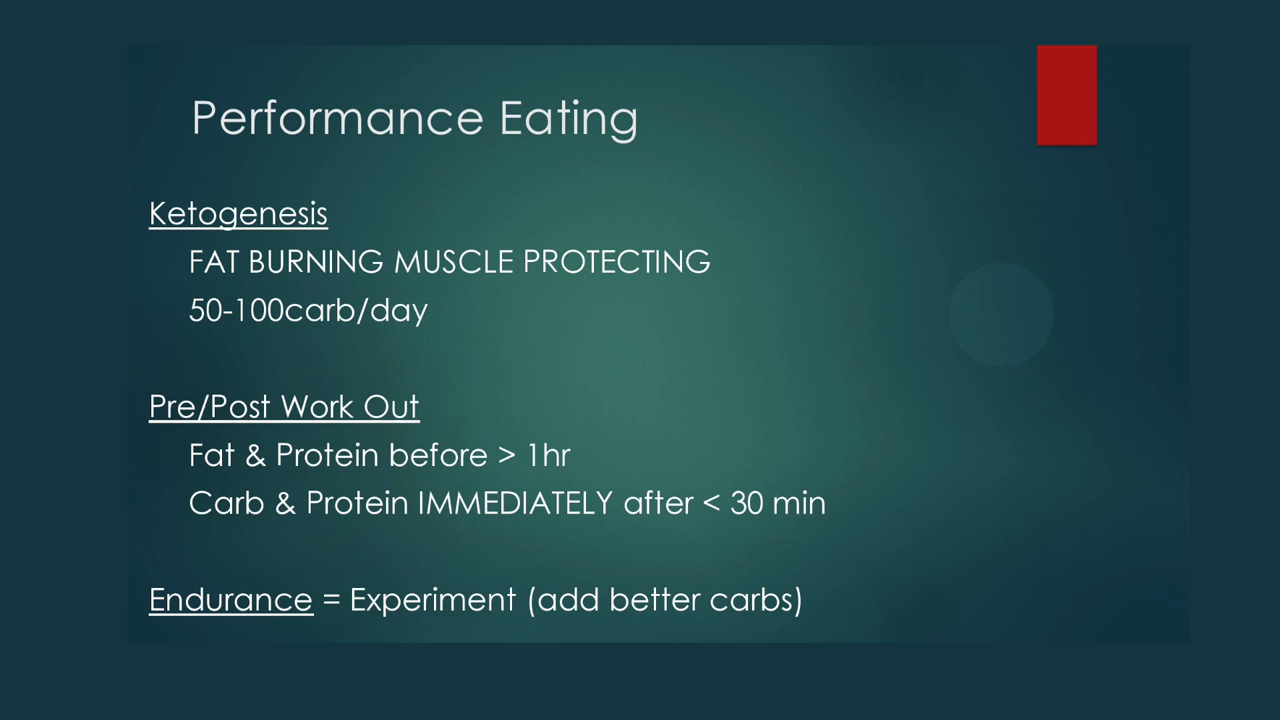 Performance Eating
Ketogenesis
FAT BURNING MUSCLE PROTECTING
50-100carb/day
Pre/Post Work Out
Fat & Protein before > 1hr
Carb & Protein IMMEDIATELY after < 30 min
Endurance = Experiment (add better carbs)